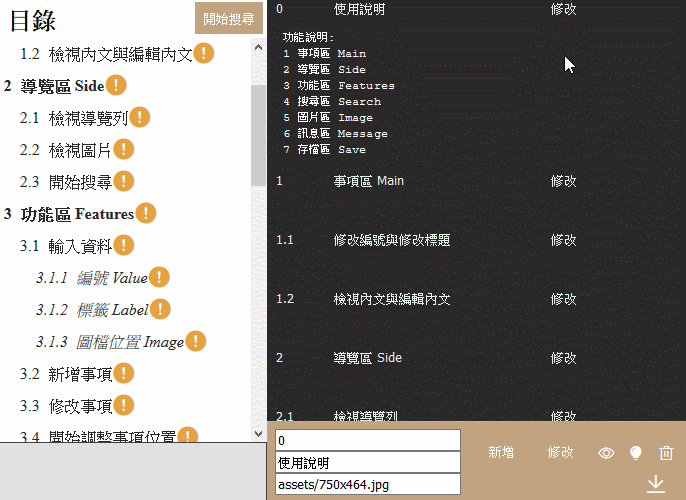 目錄
開始搜尋
1.2 檢視內文與編輯內文
2 導覽區 Side
2.1 檢視導覽列
2.2 檢視圖片
2.3 開始搜尋
3 功能區 Features
3.1 輸入資料
3.1.1 編號 Value
3.1.2 標籤 Label
3.1.3 圖檔位置 Image
3.2 新增事項
3.3 修改事項
3.4 開始調整事項位置
0 使用說明 修改
功能說明:
1 事項區 Main
2 導覽區 Side
3 功能區 Features
4 搜尋區 Search
5 圖片區 Image
6 訊息區 Message
7 存檔區 Save
1 事項區 Main 修改
1.1 修改編號與修改標題 修改
1.2 檢視內文與編輯內文 修改
2 導覽區 Side 修改
2.1 檢視導覽列 修改
0
使用說明
assets/750x464.jpg
新增 修改